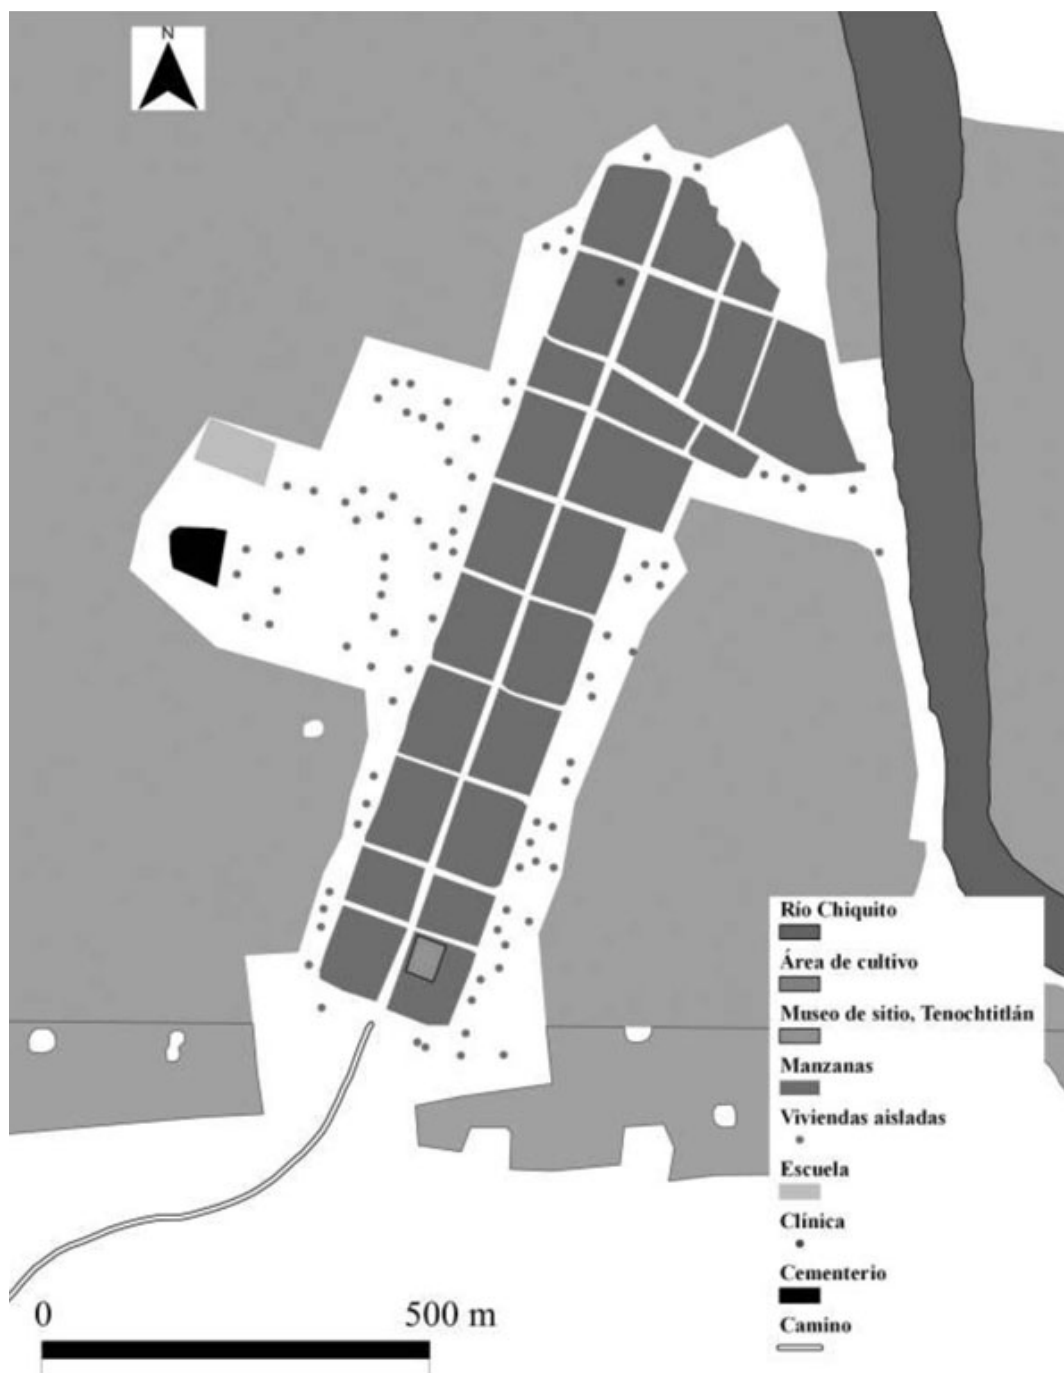 N
Río Chiquito
Área de cultivo
Museo de sitio, Tenochtitlán
Manzanas
Viviendas aisladas
Escuela
Clínica
Cementerio
Camino
0 500 m